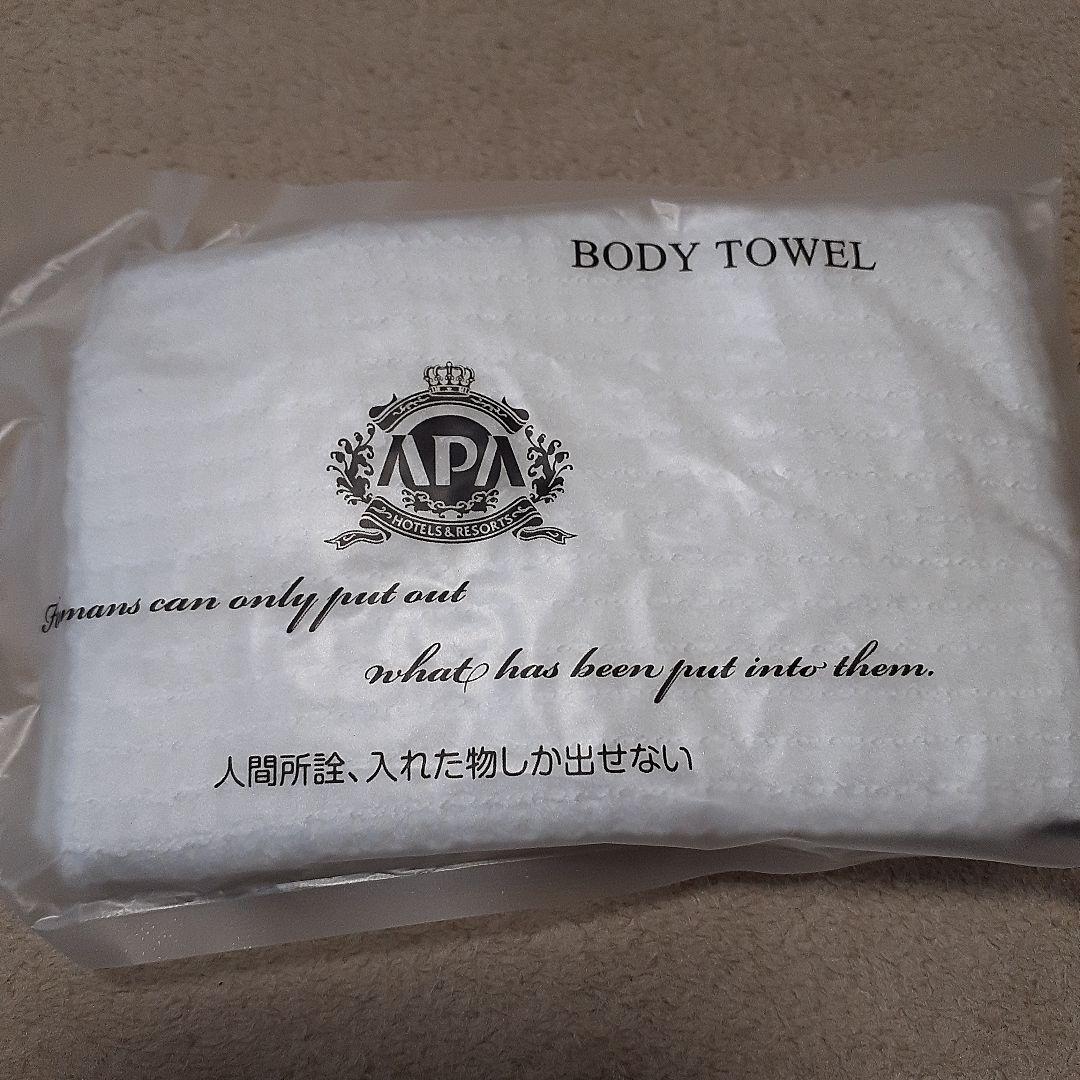 BODY TOWEL
APA
HOTELS & RESORTS
can only put out
what has been put into them.
人間所詮、入れた物しか出せない